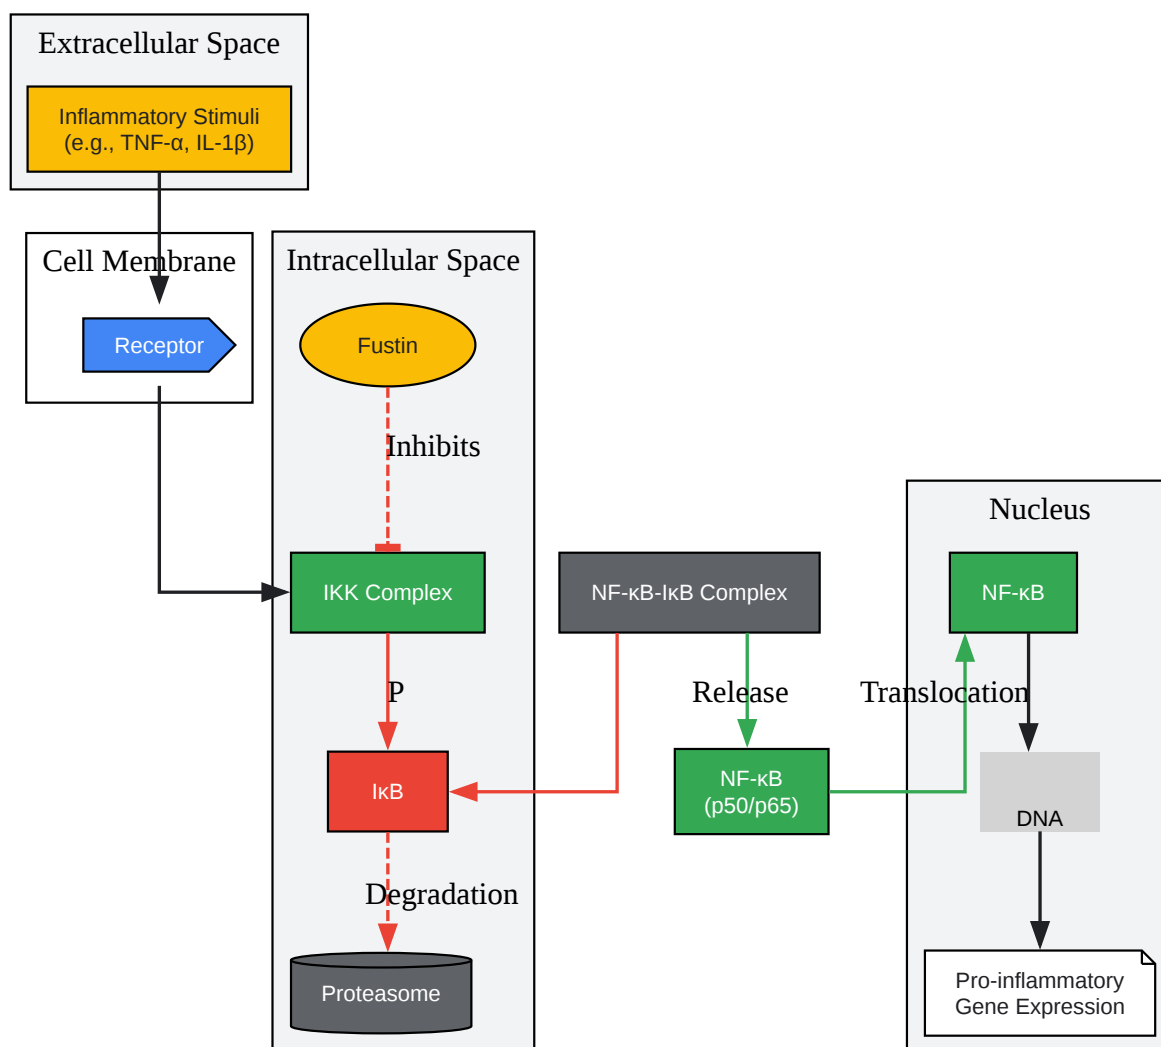 Extracellular Space
Inflammatory Stimuli
(e.g., TNF-α, IL-1β)
Cell Membrane
Receptor
Intracellular Space
Fustin
Inhibits
IKK Complex
P
IκB
Degradation
Proteasome
NF-κB-IκB Complex
Release
NF-κB
(p50/p65)
Translocation
Nucleus
NF-κB
DNA
Pro-inflammatory
Gene Expression